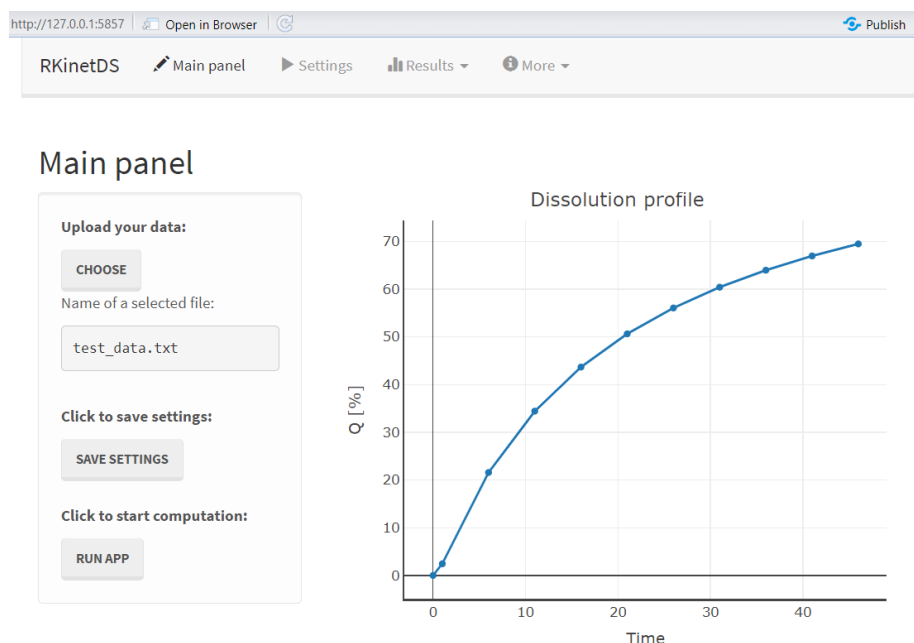 http://127.0.0.1:5857 Open in Browser Publish
RKinetDS Main panel Settings Results More
Main panel
Upload your data:
CHOOSE
Name of a selected file:
test_data.txt
Click to save settings:
SAVE SETTINGS
Click to start computation:
RUN APP
Dissolution profile
70
60
50
40
30
20
10
0
Q [%]
0 10 20 30 40
Time